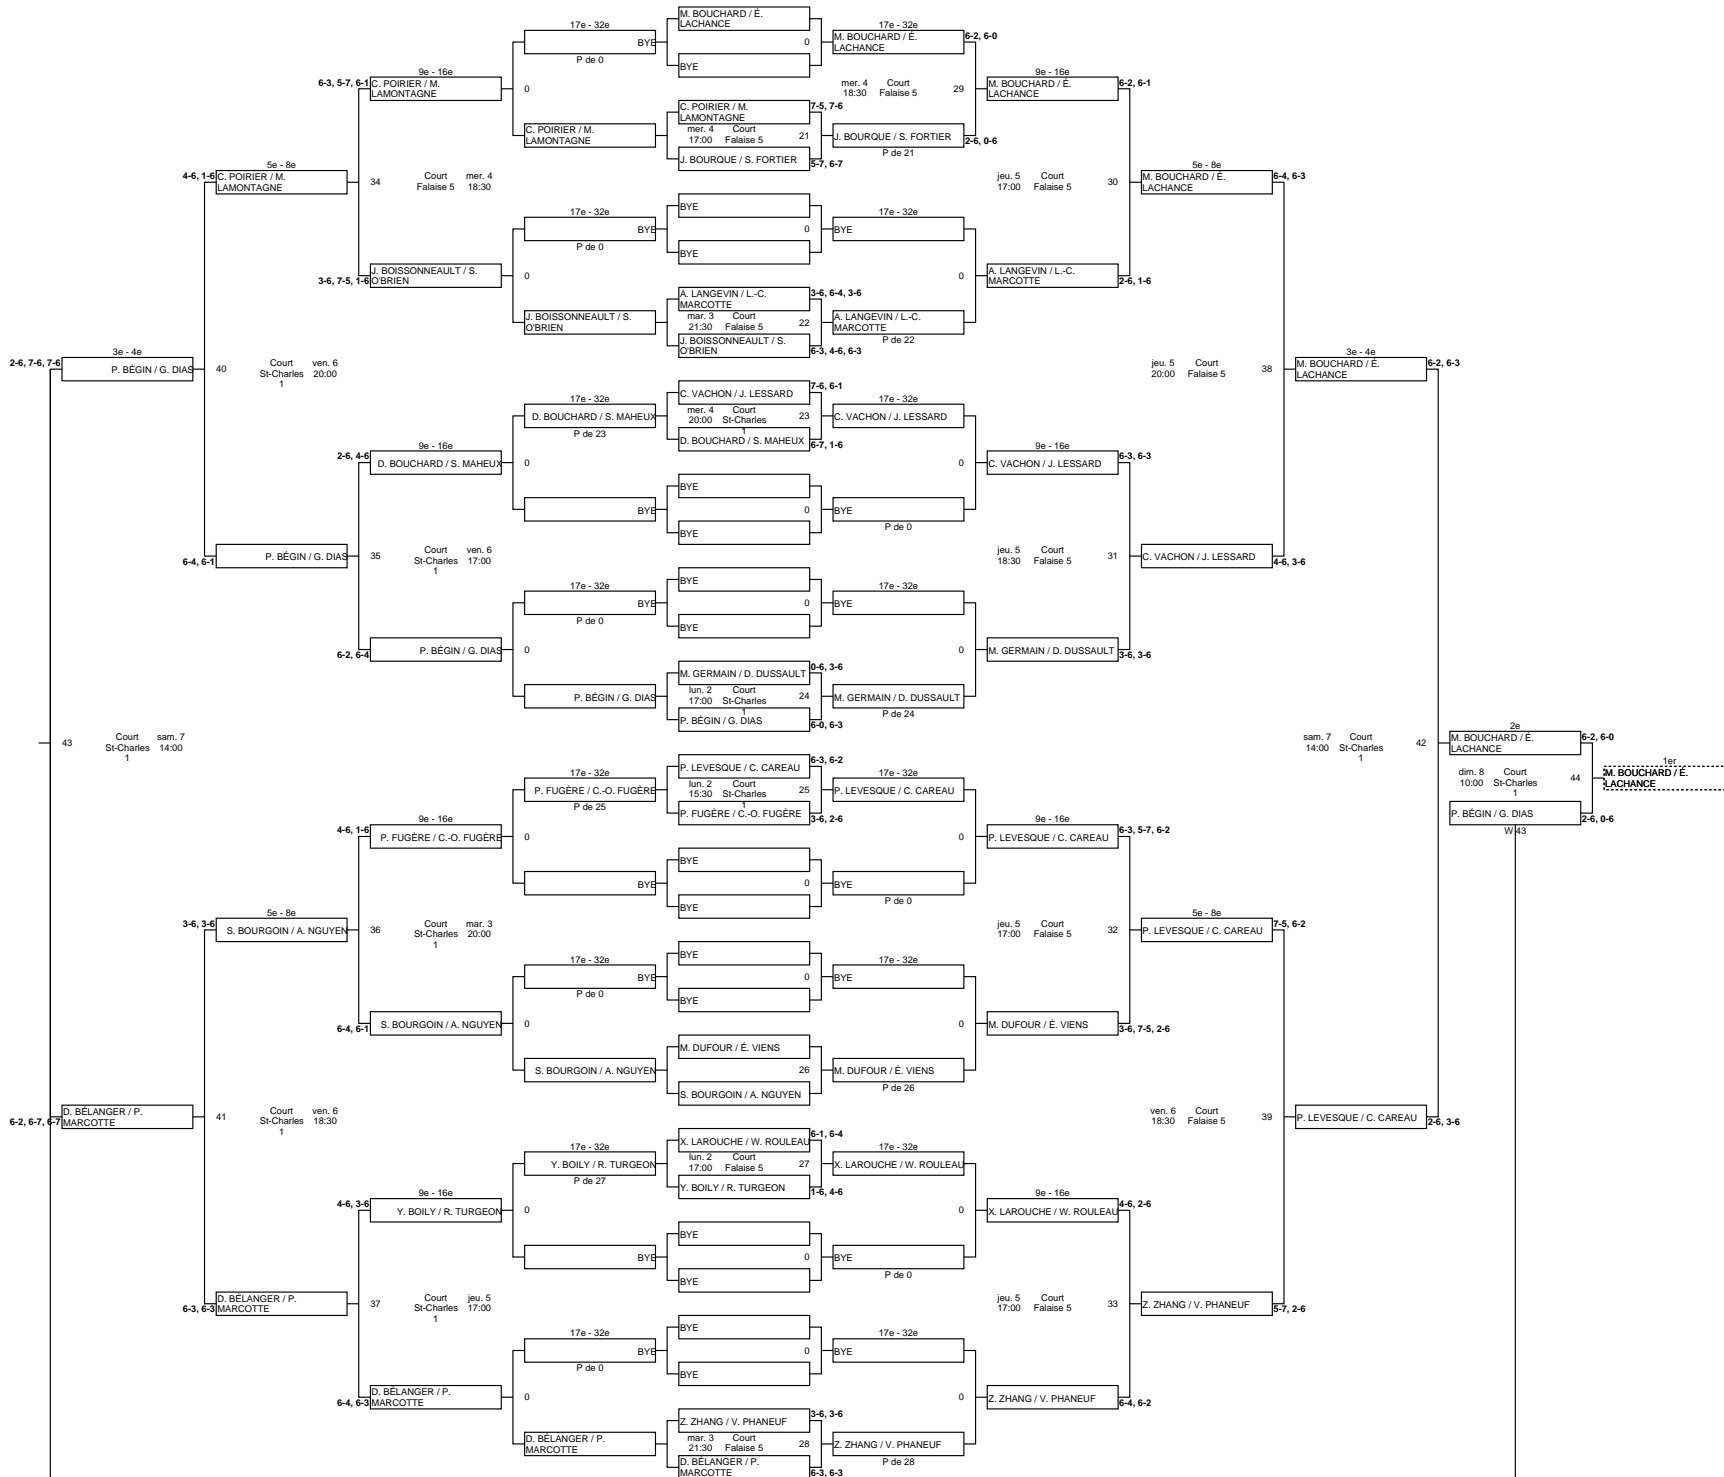 M. BOUCHARD / É.
LACHANCE
17e - 32e
BYE
P de 0
0
BYE
17e - 32e
M. BOUCHARD / É.
LACHANCE
6-2, 6-0
9e - 16e
6-3, 5-7, 6-1
C. POIRIER / M.
LAMONTAGNE
0
mer. 4 Court
18:30 Falaise 5
29
9e - 16e
M. BOUCHARD / É.
LACHANCE
6-2, 6-1
C. POIRIER / M.
LAMONTAGNE
C. POIRIER / M.
LAMONTAGNE
7-5, 7-6
mer. 4 Court
17:00 Falaise 5
21
J. BOURQUE / S. FORTIER
5-7, 6-7
J. BOURQUE / S. FORTIER
P de 21
2-6, 0-6
5e - 8e
4-6, 1-6
C. POIRIER / M.
LAMONTAGNE
34
Court mer. 4
Falaise 5 18:30
jeu. 5 Court
17:00 Falaise 5
30
5e - 8e
M. BOUCHARD / É.
LACHANCE
6-4, 6-3
17e - 32e
BYE
P de 0
BYE
0
BYE
17e - 32e
BYE
3-6, 7-5, 1-6
J. BOISSONNEAULT / S.
O'BRIEN
0
0
A. LANGEVIN / L.-C.
MARCOTTE
2-6, 1-6
J. BOISSONNEAULT / S.
O'BRIEN
A. LANGEVIN / L.-C.
MARCOTTE
3-6, 6-4, 3-6
mar. 3 Court
21:30 Falaise 5
22
J. BOISSONNEAULT / S.
O'BRIEN
6-3, 4-6, 6-3
A. LANGEVIN / L.-C.
MARCOTTE
P de 22
3e - 4e
2-6, 7-6, 7-6
P. BÉGIN / G. DIAS
40
Court ven. 6
St-Charles 20:00
1
jeu. 5 Court
20:00 Falaise 5
38
3e - 4e
M. BOUCHARD / É.
LACHANCE
6-2, 6-3
17e - 32e
D. BOUCHARD / S. MAHEUX
P de 23
C. VACHON / J. LESSARD
7-6, 6-1
mer. 4 Court
20:00 St-Charles
1
23
D. BOUCHARD / S. MAHEUX
6-7, 1-6
17e - 32e
C. VACHON / J. LESSARD
9e - 16e
2-6, 4-6
D. BOUCHARD / S. MAHEUX
0
0
9e - 16e
C. VACHON / J. LESSARD
6-3, 6-3
BYE
BYE
0
BYE
BYE
P de 0
6-4, 6-1
P. BÉGIN / G. DIAS
35
Court ven. 6
St-Charles 17:00
1
jeu. 5 Court
18:30 Falaise 5
31
C. VACHON / J. LESSARD
4-6, 3-6
17e - 32e
BYE
P de 0
BYE
0
BYE
17e - 32e
BYE
6-2, 6-4
P. BÉGIN / G. DIAS
0
0
M. GERMAIN / D. DUSSAULT
3-6, 3-6
P. BÉGIN / G. DIAS
M. GERMAIN / D. DUSSAULT
0-6, 3-6
lun. 2 Court
17:00 St-Charles
1
24
P. BÉGIN / G. DIAS
6-0, 6-3
M. GERMAIN / D. DUSSAULT
P de 24
43
Court sam. 7
St-Charles 14:00
1
sam. 7 Court
14:00 St-Charles
1
42
2e
M. BOUCHARD / É.
LACHANCE
6-2, 6-0
dim. 8 Court
10:00 St-Charles
1
44
1er
M. BOUCHARD / É.
LACHANCE
P. BÉGIN / G. DIAS
2-6, 0-6
W 43
17e - 32e
P. FUGÈRE / C.-O. FUGÈRE
P de 25
P. LEVESQUE / C. CAREAU
6-3, 6-2
lun. 2 Court
15:30 St-Charles
1
25
P. FUGÈRE / C.-O. FUGÈRE
3-6, 2-6
17e - 32e
P. LEVESQUE / C. CAREAU
9e - 16e
4-6, 1-6
P. FUGÈRE / C.-O. FUGÈRE
0
0
9e - 16e
P. LEVESQUE / C. CAREAU
6-3, 5-7, 6-2
BYE
BYE
0
BYE
BYE
P de 0
5e - 8e
3-6, 3-6
S. BOURGOIN / A. NGUYEN
36
Court mar. 3
St-Charles 20:00
1
jeu. 5 Court
17:00 Falaise 5
32
5e - 8e
P. LEVESQUE / C. CAREAU
7-5, 6-2
17e - 32e
BYE
P de 0
BYE
0
BYE
17e - 32e
BYE
6-4, 6-1
S. BOURGOIN / A. NGUYEN
0
0
M. DUFOUR / É. VIENS
3-6, 7-5, 2-6
S. BOURGOIN / A. NGUYEN
M. DUFOUR / É. VIENS
26
S. BOURGOIN / A. NGUYEN
M. DUFOUR / É. VIENS
P de 26
6-2, 6-7, 6-7
D. BÉLANGER / P.
MARCOTTE
41
Court ven. 6
St-Charles 18:30
1
ven. 6 Court
18:30 Falaise 5
39
P. LEVESQUE / C. CAREAU
2-6, 3-6
17e - 32e
Y. BOILY / R. TURGEON
P de 27
X. LAROUCHE / W. ROULEAU
6-1, 6-4
lun. 2 Court
17:00 Falaise 5
27
Y. BOILY / R. TURGEON
1-6, 4-6
17e - 32e
X. LAROUCHE / W. ROULEAU
9e - 16e
4-6, 3-6
Y. BOILY / R. TURGEON
0
0
9e - 16e
X. LAROUCHE / W. ROULEAU
4-6, 2-6
BYE
BYE
0
BYE
BYE
P de 0
6-3, 6-3
D. BÉLANGER / P.
MARCOTTE
37
Court jeu. 5
St-Charles 17:00
1
jeu. 5 Court
17:00 Falaise 5
33
Z. ZHANG / V. PHANEUF
5-7, 2-6
17e - 32e
BYE
P de 0
BYE
0
BYE
17e - 32e
BYE
6-4, 6-3
D. BÉLANGER / P.
MARCOTTE
0
0
Z. ZHANG / V. PHANEUF
6-4, 6-2
D. BÉLANGER / P.
MARCOTTE
Z. ZHANG / V. PHANEUF
3-6, 3-6
mar. 3 Court
21:30 Falaise 5
28
D. BÉLANGER / P.
MARCOTTE
6-3, 6-3
Z. ZHANG / V. PHANEUF
P de 28